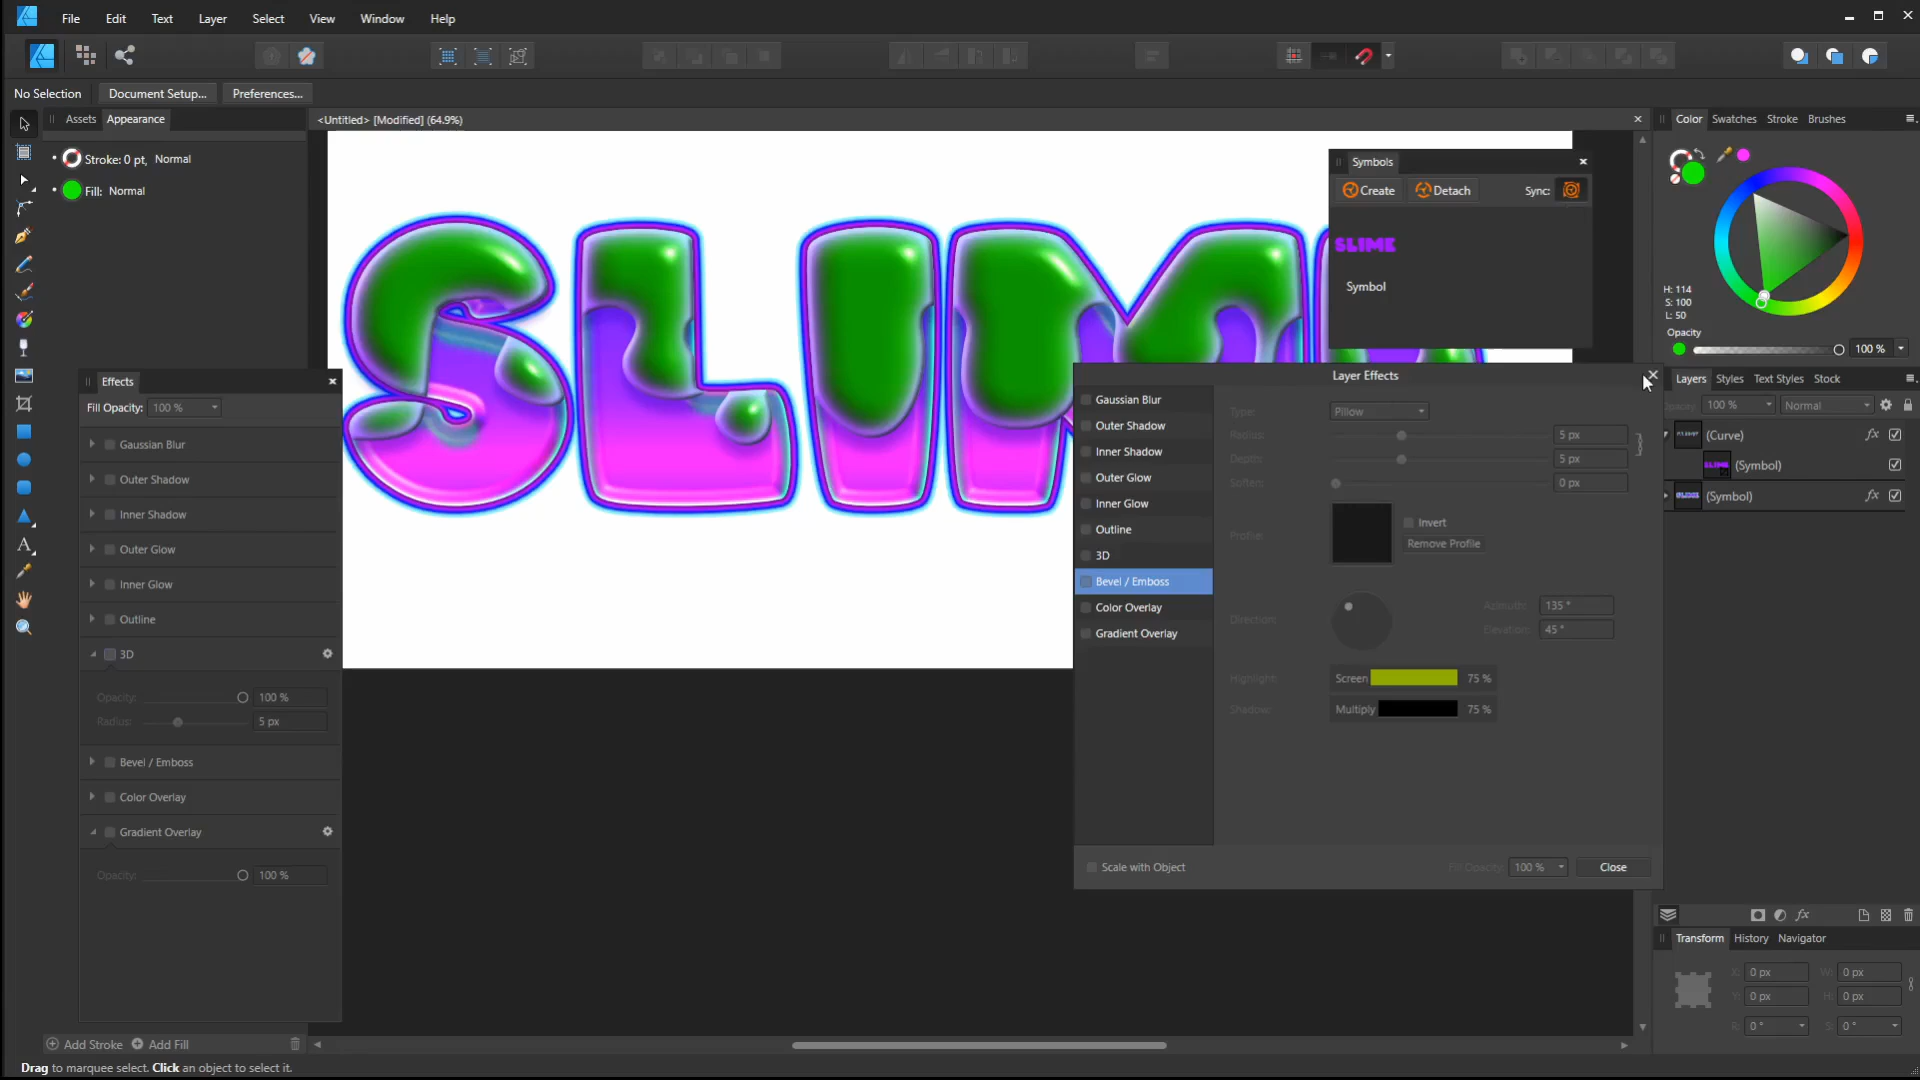 File Edit Text Layer Select View Window Help
No Selection Document Setup... Preferences...
Assets Appearance
<Untitled> [Modified] (64.9%)
Color Swatches Stroke Brushes
Stroke: 0 pt, Normal
Fill: Normal
SLIM
Symbols
Create Detach Sync:
SLIME
Symbol
H: 114
S: 100
L: 50
Opacity
100 %
Effects
Fill Opacity: 100 %
Gaussian Blur
Outer Shadow
Inner Shadow
Outer Glow
Inner Glow
Outline
3D
Opacity: 100 %
Radius: 5 px
Bevel / Emboss
Color Overlay
Gradient Overlay
Opacity: 100 %
Layer Effects
Gaussian Blur
Outer Shadow
Inner Shadow
Outer Glow
Inner Glow
Outline
3D
Bevel / Emboss
Color Overlay
Gradient Overlay
Type: Pillow
Radius: 5 px
Depth: 5 px
Soften: 0 px
Profile: Invert
Remove Profile
Direction:
Azimuth: 135 °
Elevation: 45 °
Highlight: Screen 75 %
Shadow: Multiply 75 %
Scale with Object
Fill Opacity: 100 % Close
Layers Styles Text Styles Stock
Opacity: 100 % Normal
(Curve)
SLIME (Symbol)
SLIME (Symbol)
Transform History Navigator
X: 0 px W: 0 px
Y: 0 px H: 0 px
R: 0 ° S: 0 °
Add Stroke Add Fill
Drag to marquee select. Click an object to select it.